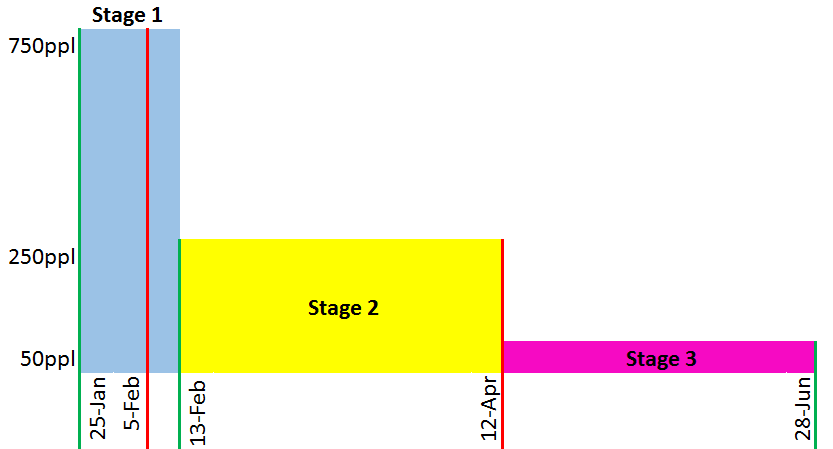 Stage 1
750ppl
250ppl
Stage 2
50ppl
Stage 3
25-Jan
5-Feb
13-Feb
12-Apr
28-Jun